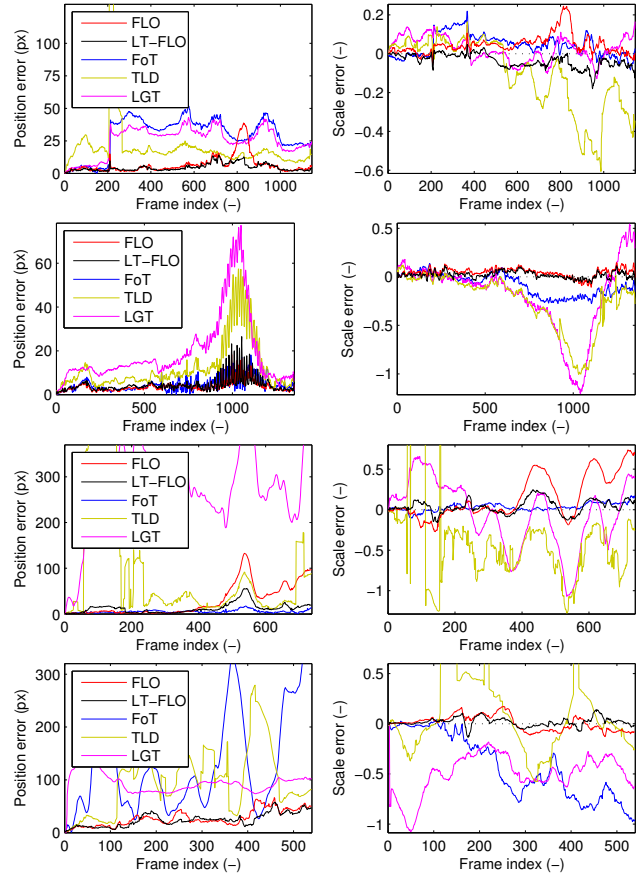 Position error (px)
125
100
75
50
25
0
FLO
LT−FLO
FoT
TLD
LGT
0 200 400 600 800 1000
Frame index (−)
Scale error (−)
0.2
0
−0.2
−0.4
−0.6
0 200 400 600 800 1000
Frame index (−)
Position error (px)
60
40
20
0
FLO
LT−FLO
FoT
TLD
LGT
0 500 1000
Frame index (−)
Scale error (−)
0.5
0
−0.5
−1
0 500 1000
Frame index (−)
Position error (px)
300
200
100
0
FLO
LT−FLO
FoT
TLD
LGT
0 200 400 600
Frame index (−)
Scale error (−)
0.5
0
−0.5
−1
0 200 400 600
Frame index (−)
Position error (px)
300
200
100
0
FLO
LT−FLO
FoT
TLD
LGT
0 100 200 300 400 500
Frame index (−)
Scale error (−)
0.5
0
−0.5
−1
0 100 200 300 400 500
Frame index (−)